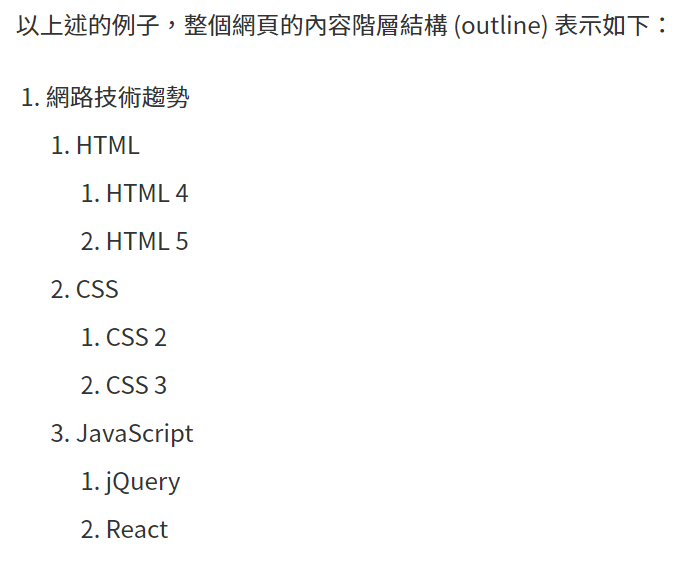 以上述的例子，整個網頁的內容階層結構 (outline) 表示如下：
1. 網路技術趨勢
1. HTML
1. HTML 4
2. HTML 5
2. CSS
1. CSS 2
2. CSS 3
3. JavaScript
1. jQuery
2. React